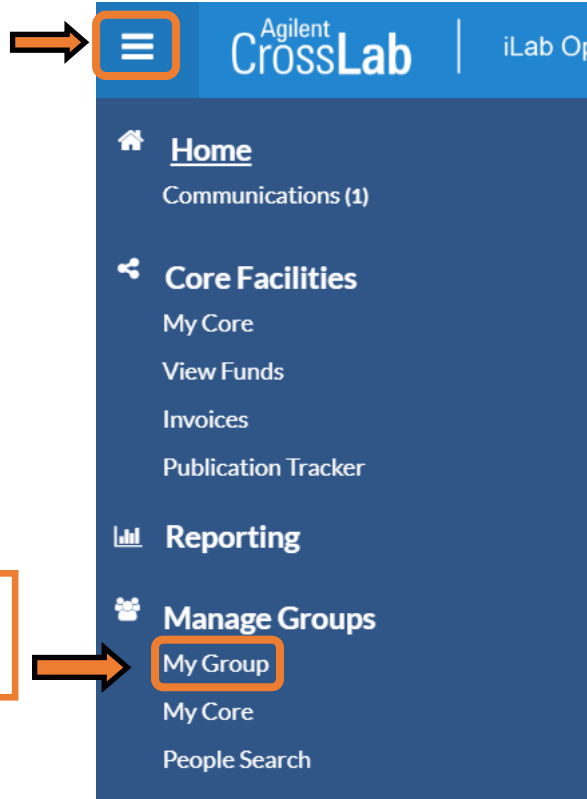 Agilent
CrossLab
iLab Op
Home
Communications (1)
Core Facilities
My Core
View Funds
Invoices
Publication Tracker
Reporting
Manage Groups
My Group
My Core
People Search